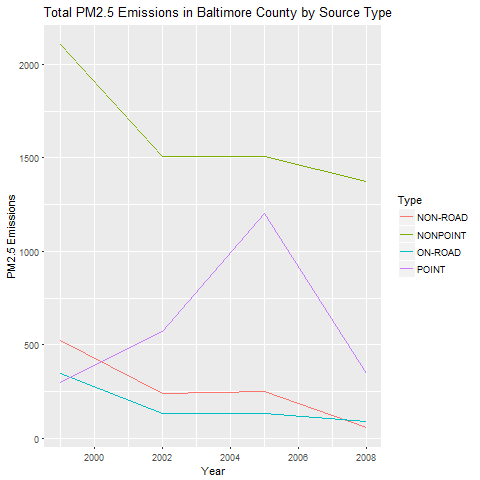 Total PM2.5 Emissions in Baltimore County by Source Type
2000
1500
1000
500
0
PM2.5 Emissions
2000 2002 2004 2006 2008
Year
Type
NON-ROAD
NONPOINT
ON-ROAD
POINT